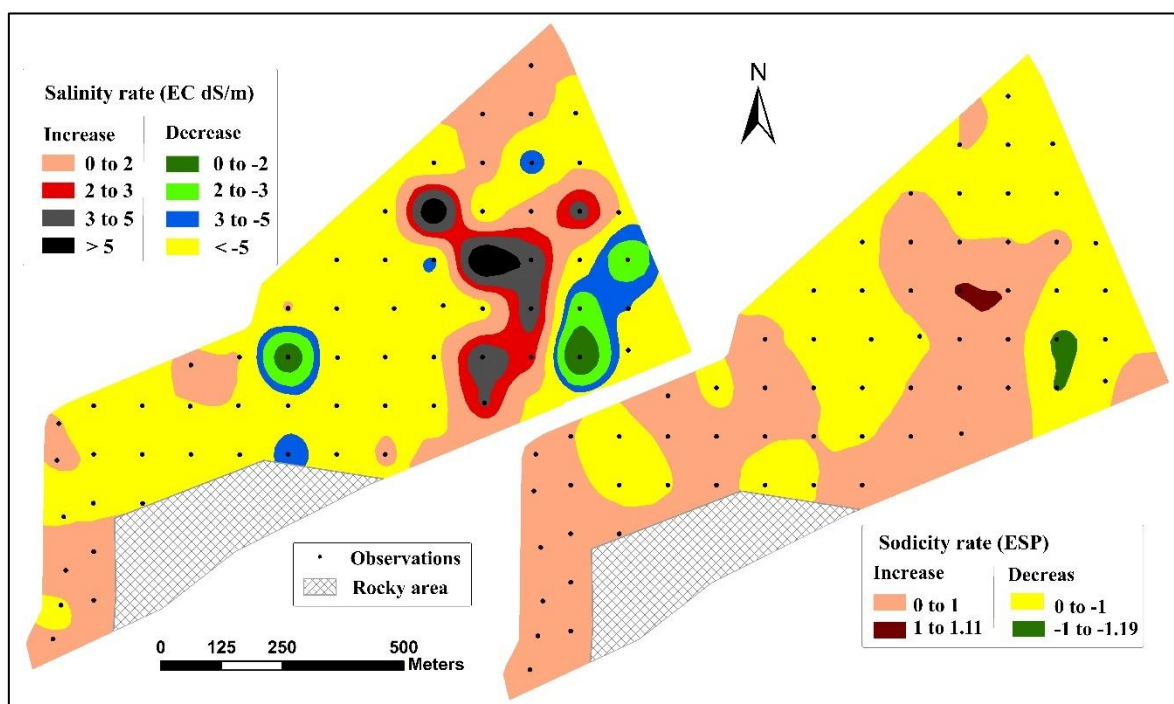 N
Salinity rate (EC dS/m)
Increase Decrease
0 to 2 0 to -2
2 to 3 2 to -3
3 to 5 3 to -5
> 5 < -5
Observations
Rocky area
0 125 250 500
Meters
Sodicity rate (ESP)
Increase Decreas
0 to 1 0 to -1
1 to 1.11 -1 to -1.19